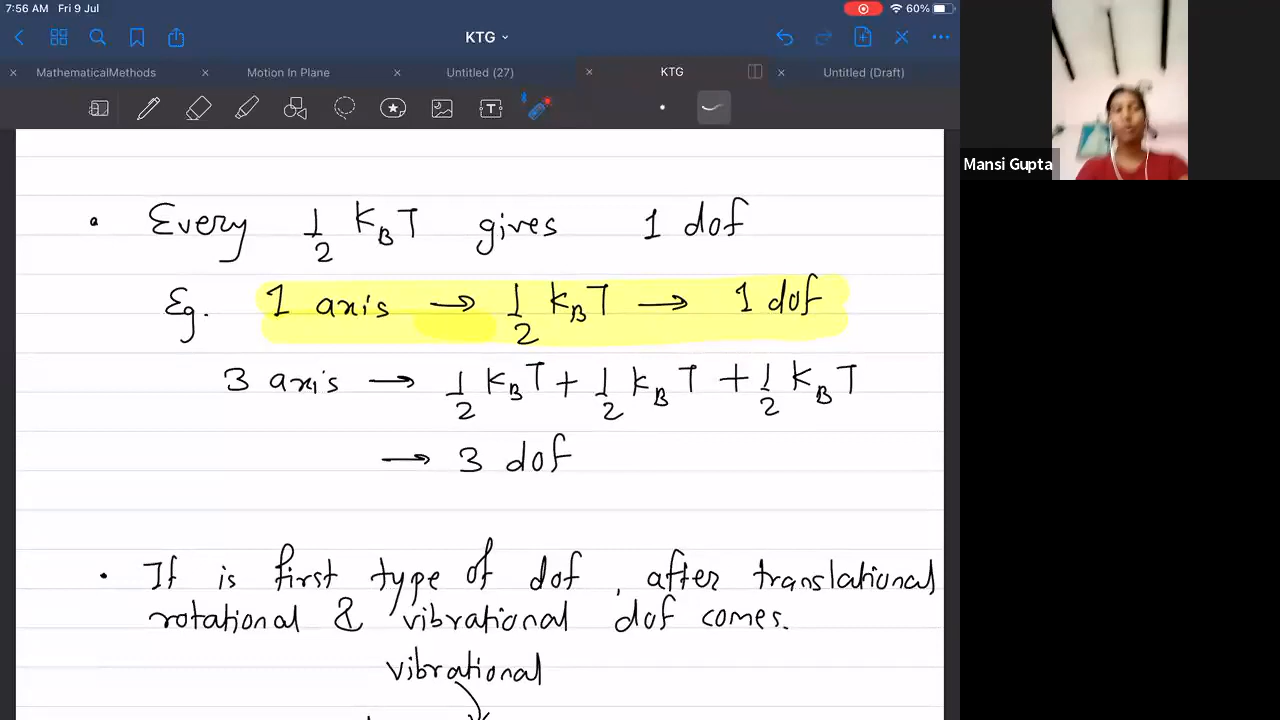 7:56 AM Fri 9 Jul
60%
KTG
MathematicalMethods
Motion In Plane
Untitled (27)
KTG
Untitled (Draft)
T
Mansi Gupta
• Every 1/2 KBT gives 1 dof
Eg. 1 axis → 1/2 KBT → 1 dof
3 axis → 1/2 KBT + 1/2 KBT + 1/2 KBT
→ 3 dof
• If is first type of dof, after translational
rotational & vibrational dof comes.
vibrational